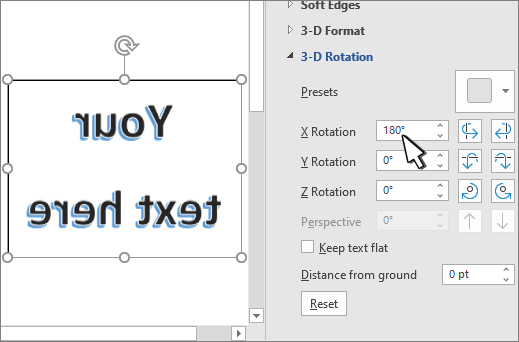 Your
text here
Soft Edges
3-D Format
3-D Rotation
Presets
X Rotation 180°
Y Rotation 0°
Z Rotation 0°
Perspective 0°
Keep text flat
Distance from ground 0 pt
Reset